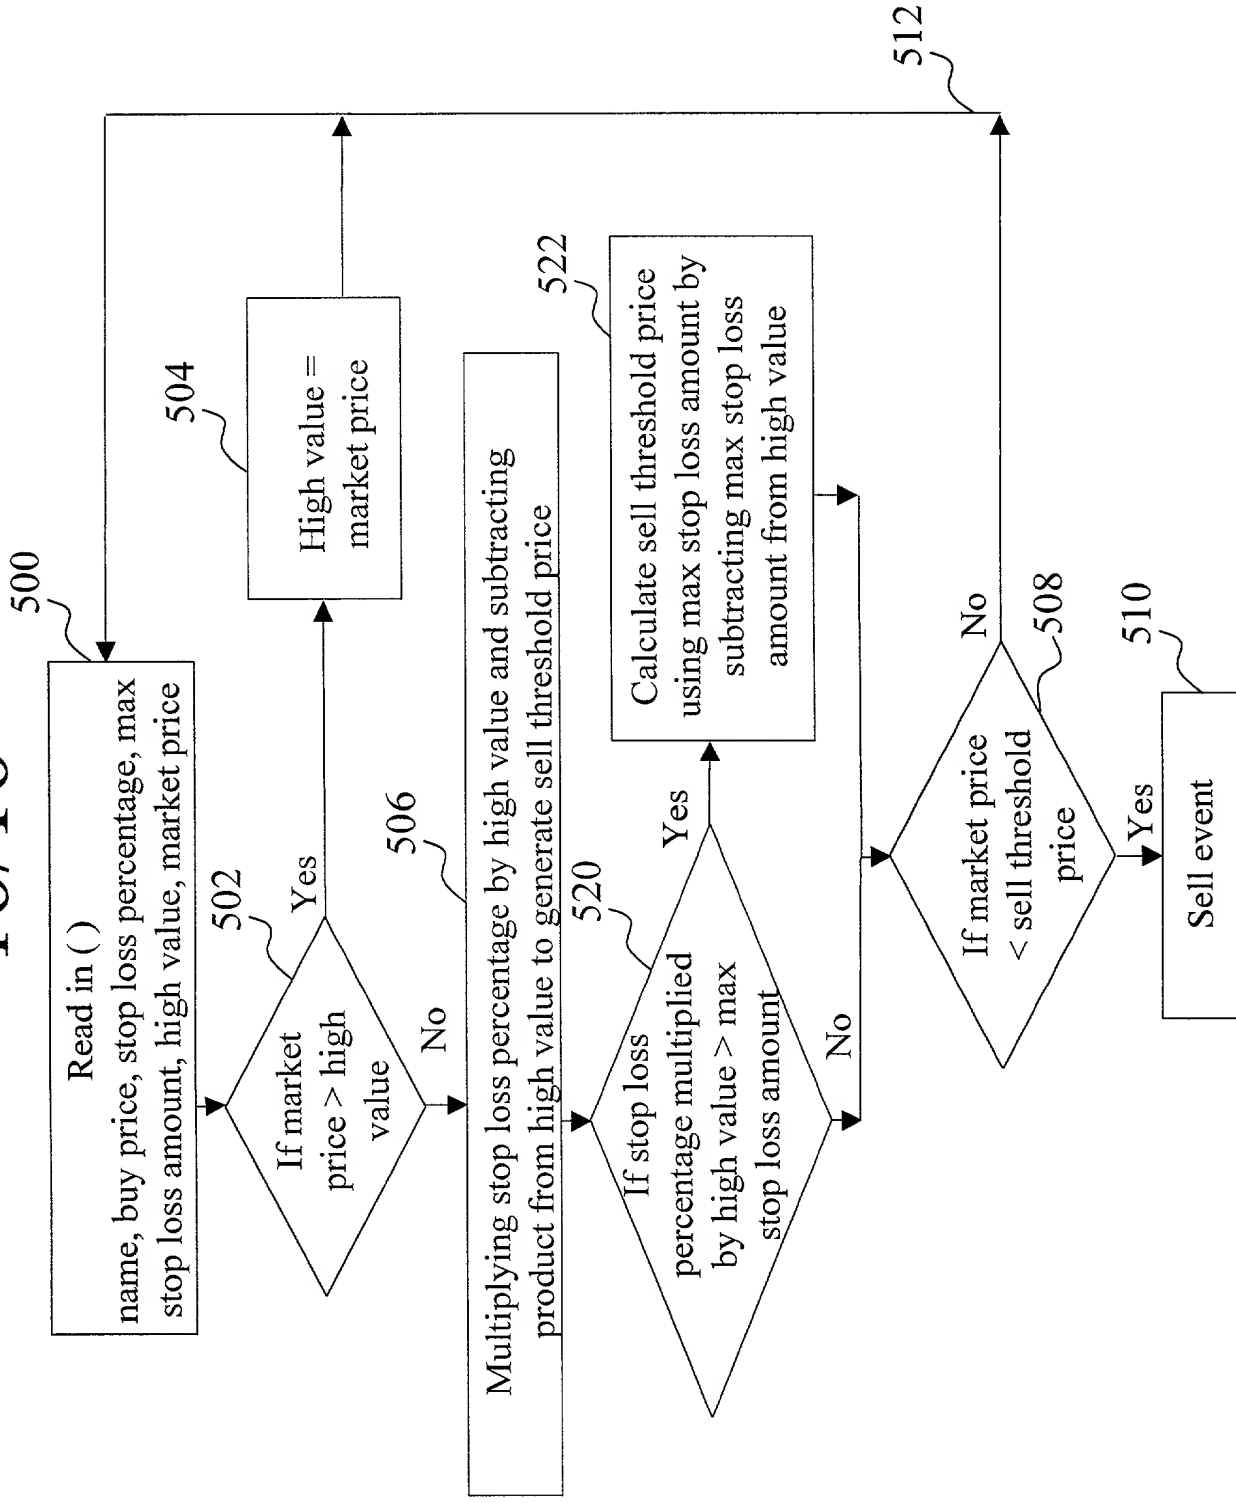 500
Read in ( )
name, buy price, stop loss percentage, max
stop loss amount, high value, market price
502
If market
price > high
value
Yes
No
504
High value =
market price
506
Multiplying stop loss percentage by high value and subtracting
product from high value to generate sell threshold price
520
If stop loss
percentage multiplied
by high value > max
stop loss amount
Yes
No
522
Calculate sell threshold price
using max stop loss amount by
subtracting max stop loss
amount from high value
If market price
< sell threshold
price
508
No
Yes
512
510
Sell event